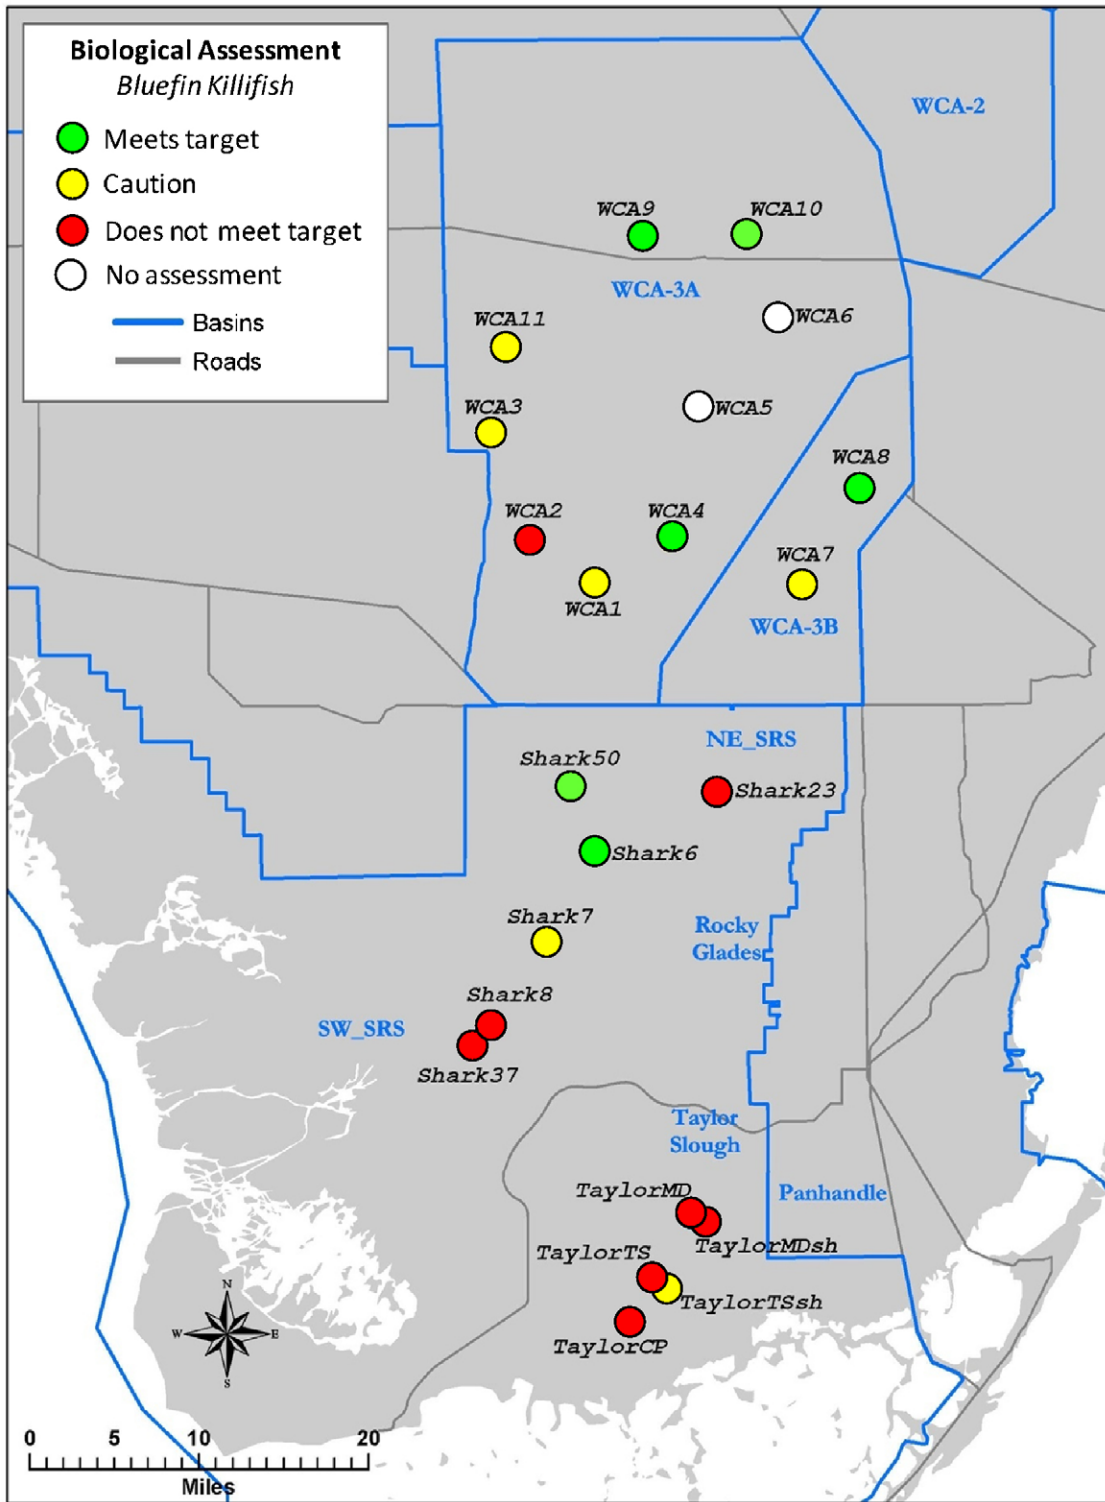 Biological Assessment
Bluefin Killifish
Meets target
Caution
Does not meet target
No assessment
Basins
Roads
WCA-2
WCA9
WCA10
WCA-3A
WCA6
WCA11
WCA5
WCA3
WCA8
WCA2
WCA4
WCA7
WCA1
WCA-3B
NE_SRS
Shark50
Shark23
Shark6
Shark7
Rocky
Glades
Shark8
SW_SRS
Shark37
Taylor
Slough
TaylorMD
Panhandle
TaylorMDsh
TaylorTS
TaylorTSsh
TaylorCP
N
W
E
S
0 5 10 20
Miles